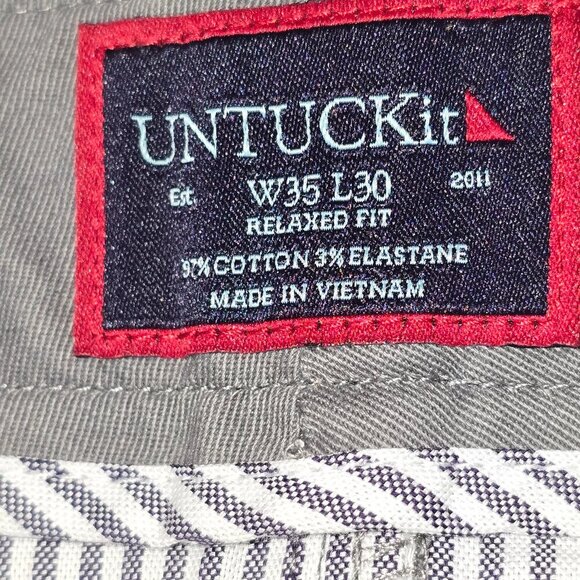 UNTUCKit
Est. W35 L30 2011
RELAXED FIT
97% COTTON 3% ELASTANE
MADE IN VIETNAM